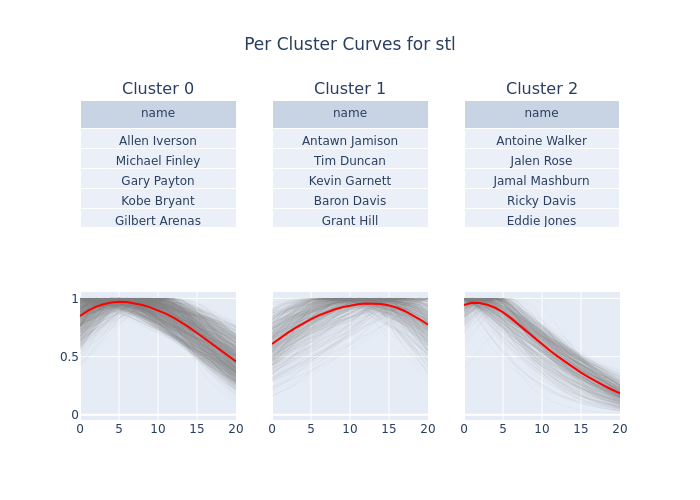 Per Cluster Curves for stl
Cluster 0 Cluster 1 Cluster 2
name name name
Allen Iverson Antawn Jamison Antoine Walker
Michael Finley Tim Duncan Jalen Rose
Gary Payton Kevin Garnett Jamal Mashburn
Kobe Bryant Baron Davis Ricky Davis
Gilbert Arenas Grant Hill Eddie Jones
1
0.5
0
0 5 10 15 20 0 5 10 15 20 0 5 10 15 20